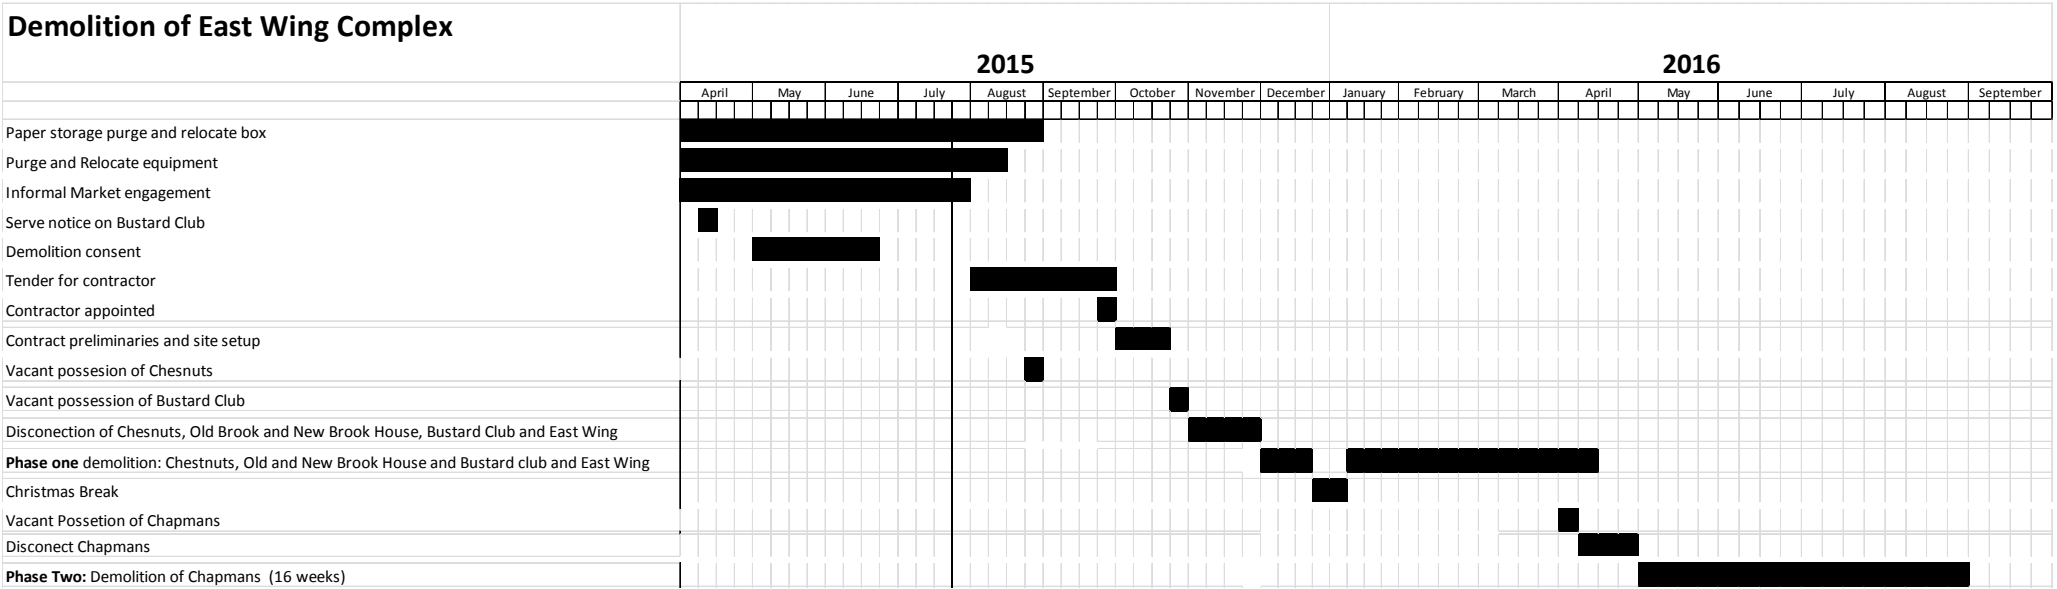 Demolition of East Wing Complex
2015 2016
April May June July August September October November December January February March April May June July August September
Paper storage purge and relocate box
Purge and Relocate equipment
Informal Market engagement
Serve notice on Bustard Club
Demolition consent
Tender for contractor
Contractor appointed
Contract preliminaries and site setup
Vacant possesion of Chesnuts
Vacant possession of Bustard Club
Disconection of Chesnuts, Old Brook and New Brook House, Bustard Club and East Wing
Phase one demolition: Chestnuts, Old and New Brook House and Bustard club and East Wing
Christmas Break
Vacant Possetion of Chapmans
Disconect Chapmans
Phase Two: Demolition of Chapmans (16 weeks)